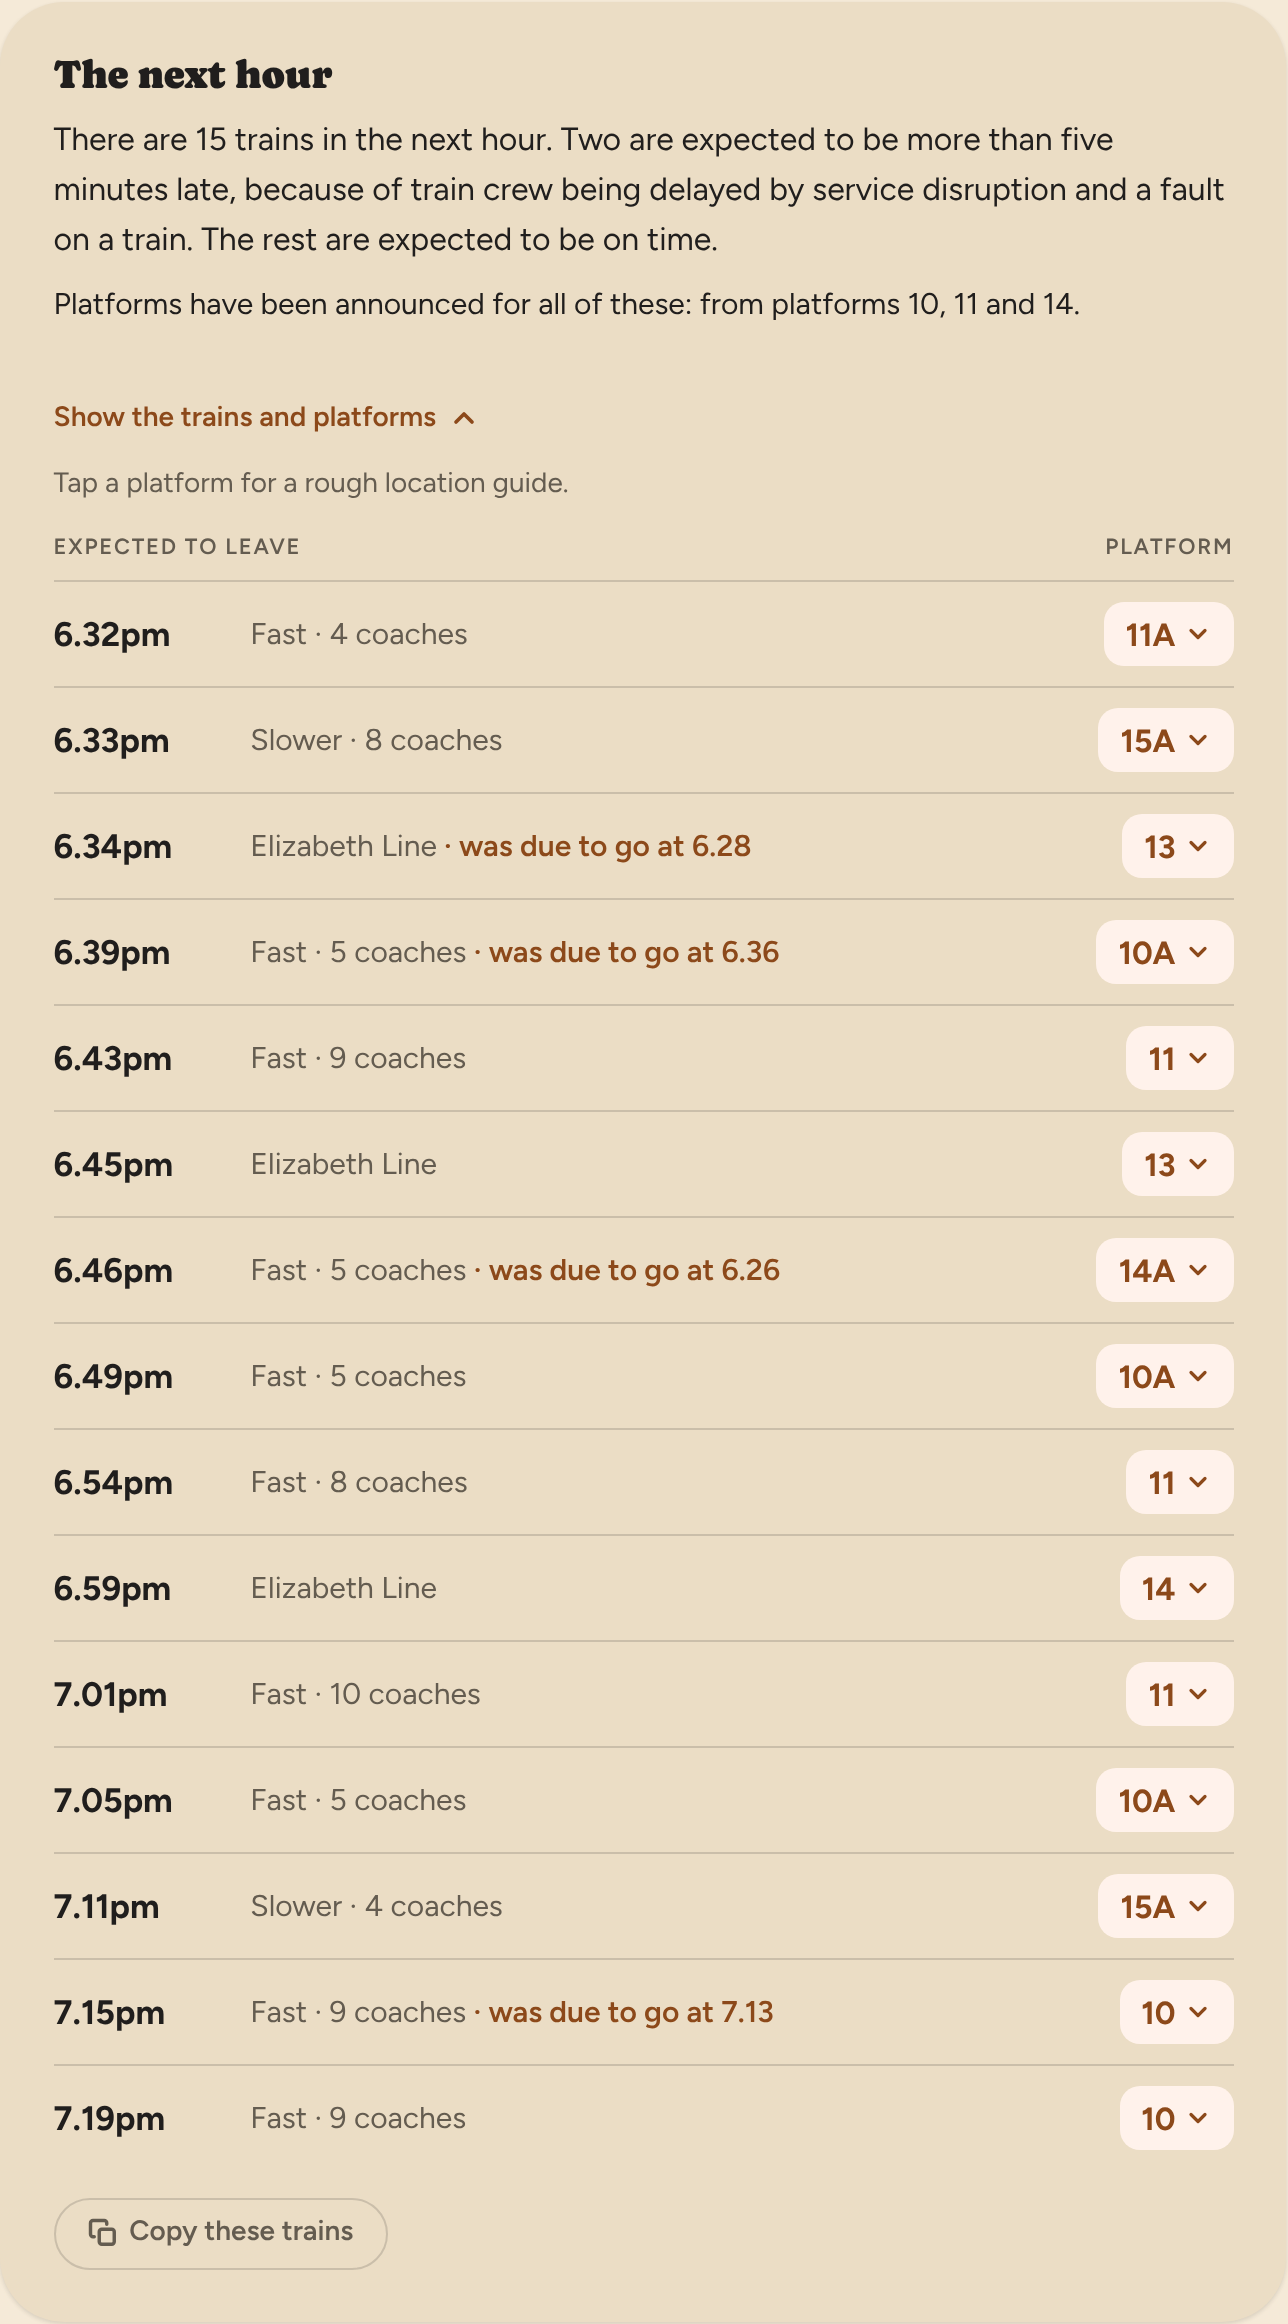 The next hour
There are 15 trains in the next hour. Two are expected to be more than five
minutes late, because of train crew being delayed by service disruption and a fault
on a train. The rest are expected to be on time.
Platforms have been announced for all of these: from platforms 10, 11 and 14.
Show the trains and platforms
Tap a platform for a rough location guide.
EXPECTED TO LEAVE PLATFORM
6.32pm Fast · 4 coaches 11A
6.33pm Slower · 8 coaches 15A
6.34pm Elizabeth Line · was due to go at 6.28 13
6.39pm Fast · 5 coaches · was due to go at 6.36 10A
6.43pm Fast · 9 coaches 11
6.45pm Elizabeth Line 13
6.46pm Fast · 5 coaches · was due to go at 6.26 14A
6.49pm Fast · 5 coaches 10A
6.54pm Fast · 8 coaches 11
6.59pm Elizabeth Line 14
7.01pm Fast · 10 coaches 11
7.05pm Fast · 5 coaches 10A
7.11pm Slower · 4 coaches 15A
7.15pm Fast · 9 coaches · was due to go at 7.13 10
7.19pm Fast · 9 coaches 10
Copy these trains